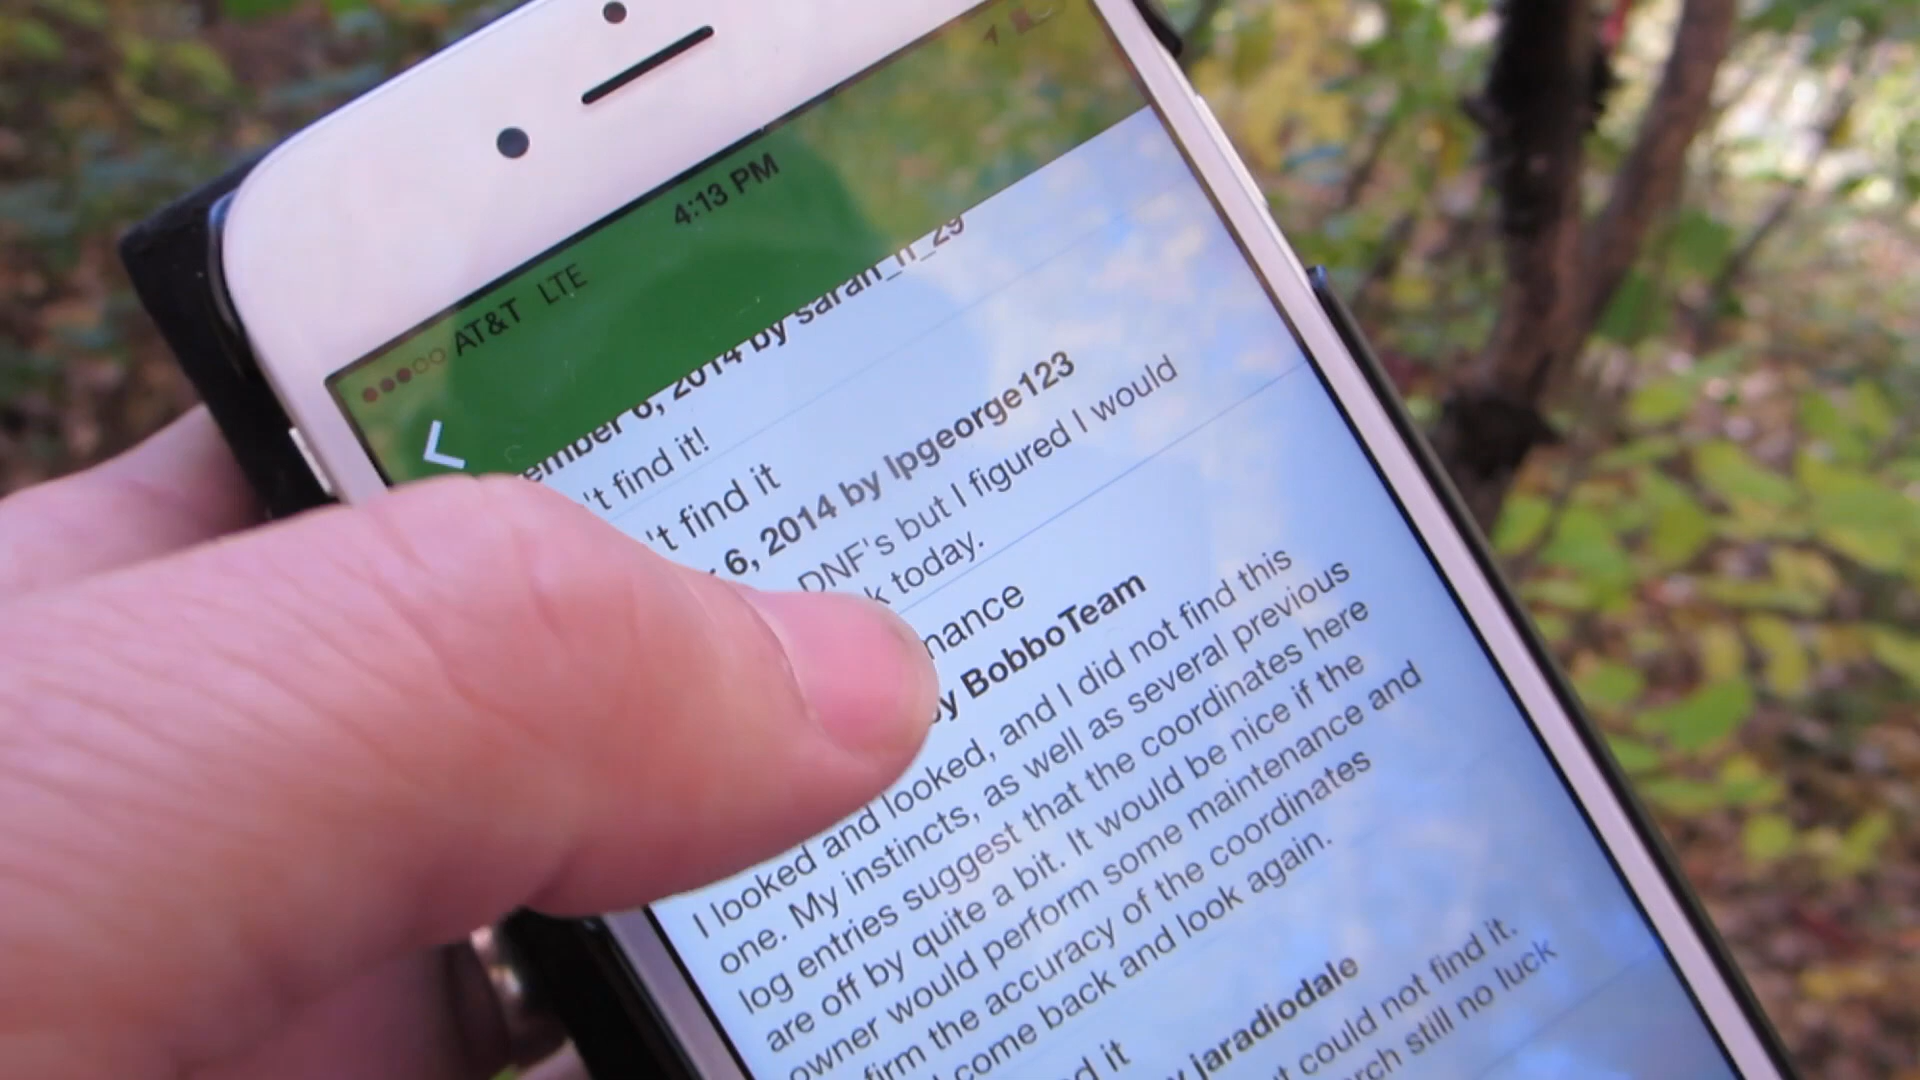 AT&T LTE 4:13 PM
ember 6, 2014 by sarah_n_29
't find it!
't find it
6, 2014 by lpgeorge123
DNF's but I figured I would
k today.
nance
by BobboTeam
I looked and looked, and I did not find this
one. My instincts, as well as several previous
log entries suggest that the coordinates here
are off by quite a bit. It would be nice if the
owner would perform some maintenance and
firm the accuracy of the coordinates
come back and look again.
d it
y jaradiodale
t could not find it.
rch still no luck